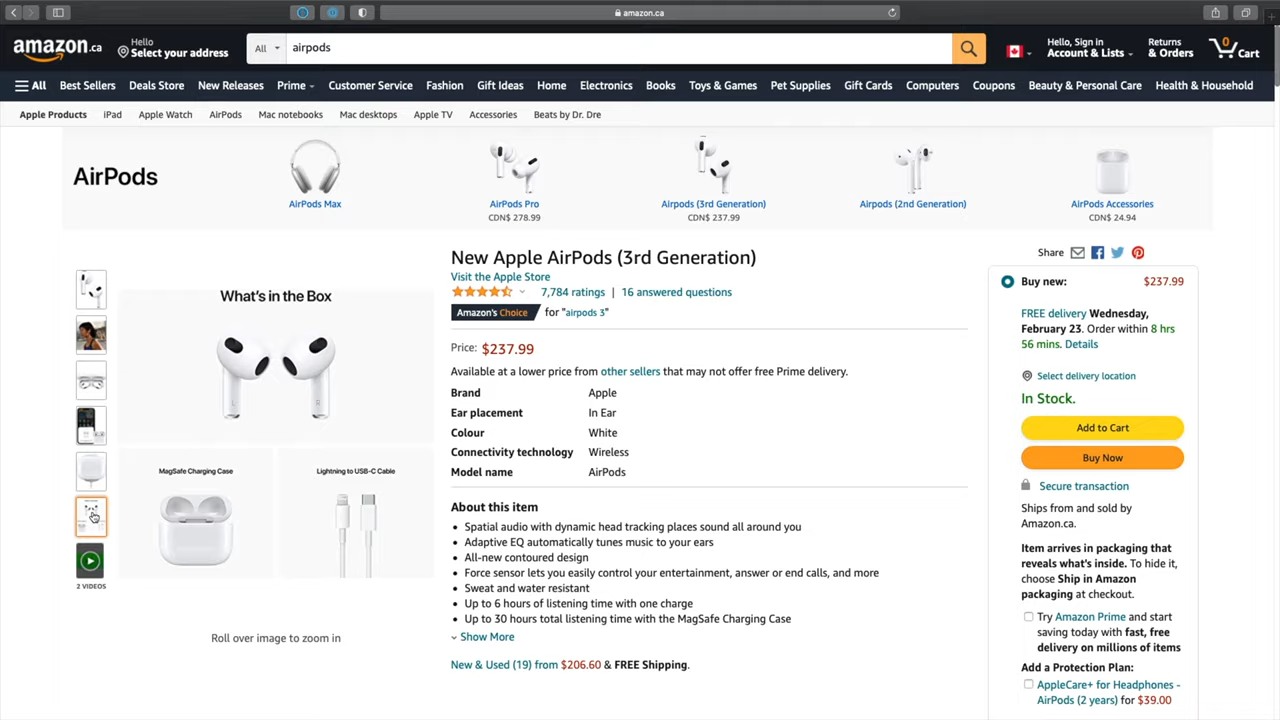 amazon.ca
amazon.ca
Hello
Select your address
All
airpods
Hello, Sign in
Account & Lists
Returns
& Orders
0
Cart
All
Best Sellers
Deals Store
New Releases
Prime
Customer Service
Fashion
Gift Ideas
Home
Electronics
Books
Toys & Games
Pet Supplies
Gift Cards
Computers
Coupons
Beauty & Personal Care
Health & Household
Apple Products
iPad
Apple Watch
AirPods
Mac notebooks
Mac desktops
Apple TV
Accessories
Beats by Dr. Dre
AirPods
AirPods Max
AirPods Pro
CDN$ 278.99
Airpods (3rd Generation)
CDN$ 237.99
Airpods (2nd Generation)
AirPods Accessories
CDN$ 24.94
What's in the Box
MagSafe Charging Case
Lightning to USB-C Cable
2 VIDEOS
Roll over image to zoom in
New Apple AirPods (3rd Generation)
Visit the Apple Store
7,784 ratings | 16 answered questions
Amazon's Choice for "airpods 3"
Price: $237.99
Available at a lower price from other sellers that may not offer free Prime delivery.
Brand Apple
Ear placement In Ear
Colour White
Connectivity technology Wireless
Model name AirPods
About this item
• Spatial audio with dynamic head tracking places sound all around you
• Adaptive EQ automatically tunes music to your ears
• All-new contoured design
• Force sensor lets you easily control your entertainment, answer or end calls, and more
• Sweat and water resistant
• Up to 6 hours of listening time with one charge
• Up to 30 hours total listening time with the MagSafe Charging Case
Show More
New & Used (19) from $206.60 & FREE Shipping.
Share
Buy new: $237.99
FREE delivery Wednesday,
February 23. Order within 8 hrs
56 mins. Details
Select delivery location
In Stock.
Add to Cart
Buy Now
Secure transaction
Ships from and sold by
Amazon.ca.
Item arrives in packaging that
reveals what's inside. To hide it,
choose Ship in Amazon
packaging at checkout.
Try Amazon Prime and start
saving today with fast, free
delivery on millions of items
Add a Protection Plan:
AppleCare+ for Headphones -
AirPods (2 years) for $39.00